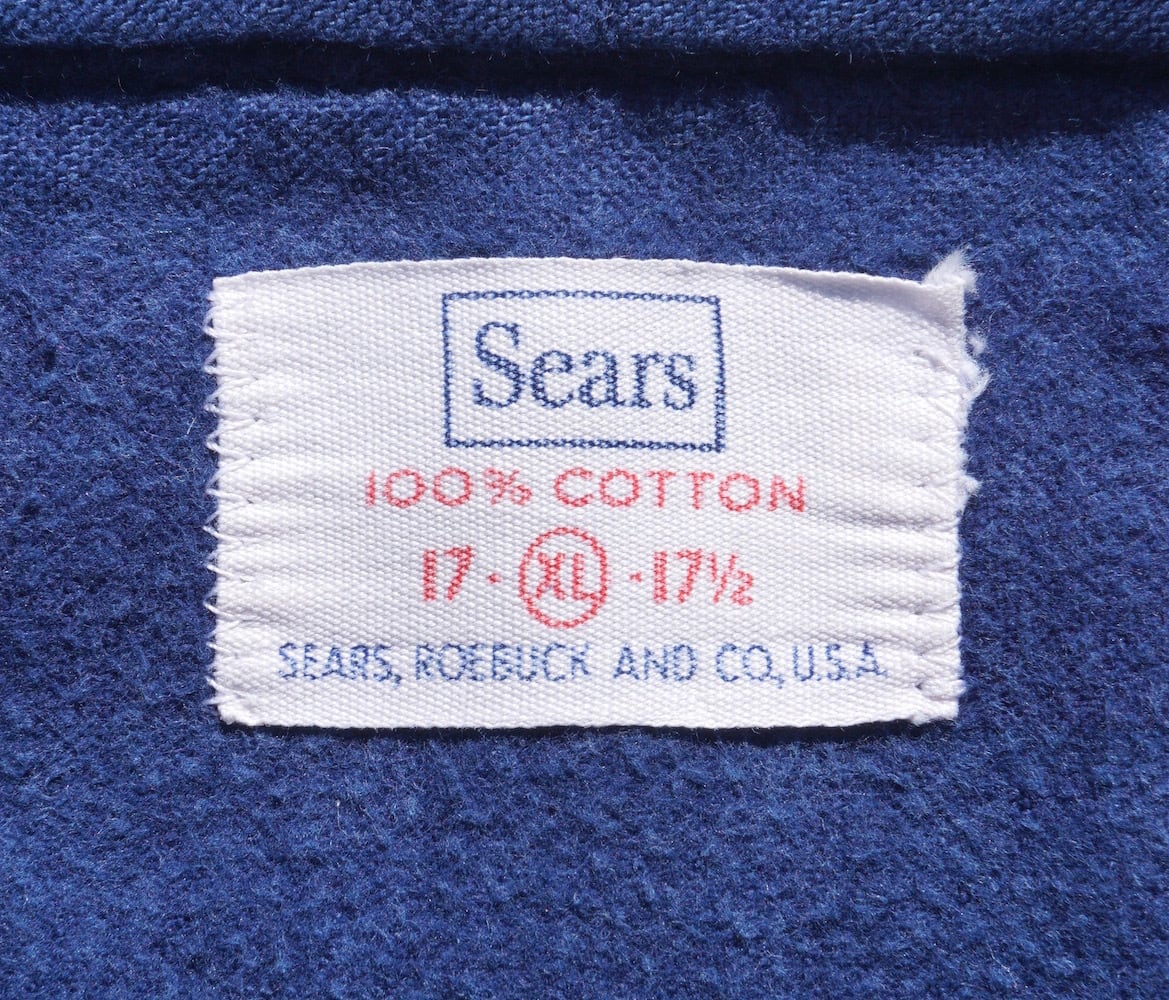 Sears
100% COTTON
17 · XL · 17½
SEARS, ROEBUCK AND CO., U.S.A.